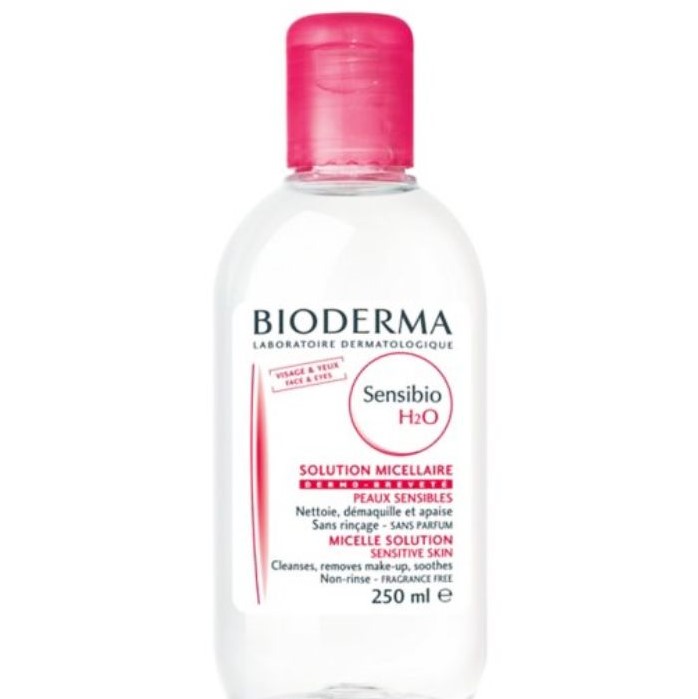 BIODERMA
LABORATOIRE DERMATOLOGIQUE
VISAGE & YEUX
FACE & EYES
Sensibio
H2O
SOLUTION MICELLAIRE
DERMO-BREVETÉ
PEAUX SENSIBLES
Nettoie, démaquille et apaise
Sans rinçage - SANS PARFUM
MICELLE SOLUTION
SENSITIVE SKIN
Cleanses, removes make-up, soothes
Non-rinse - FRAGRANCE FREE
250 ml ℮